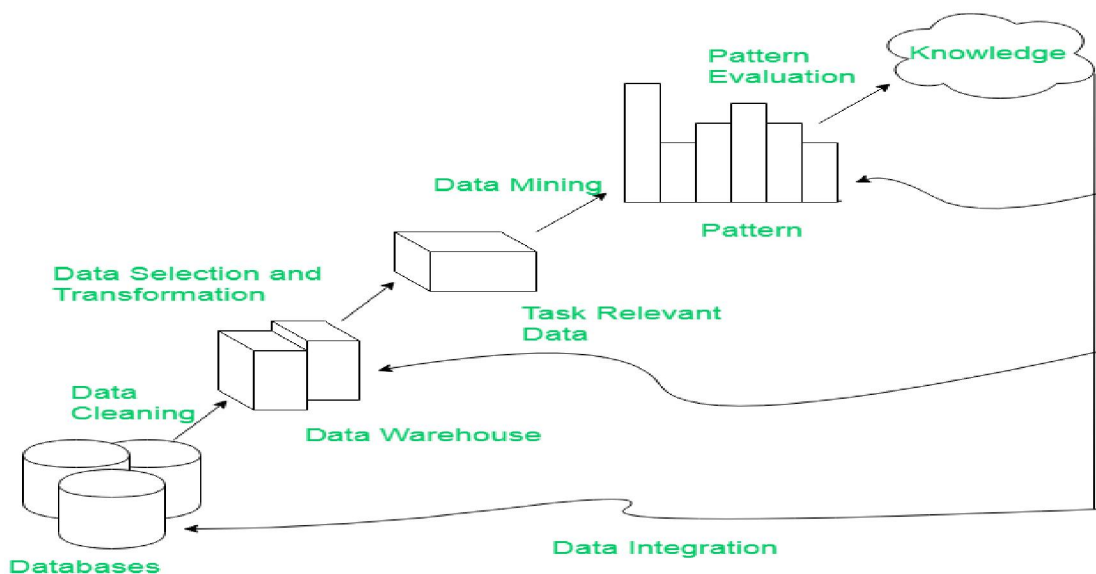 Knowledge
Pattern
Evaluation
Data Mining
Pattern
Data Selection and
Transformation
Task Relevant
Data
Data
Cleaning
Data Warehouse
Data Integration
Databases